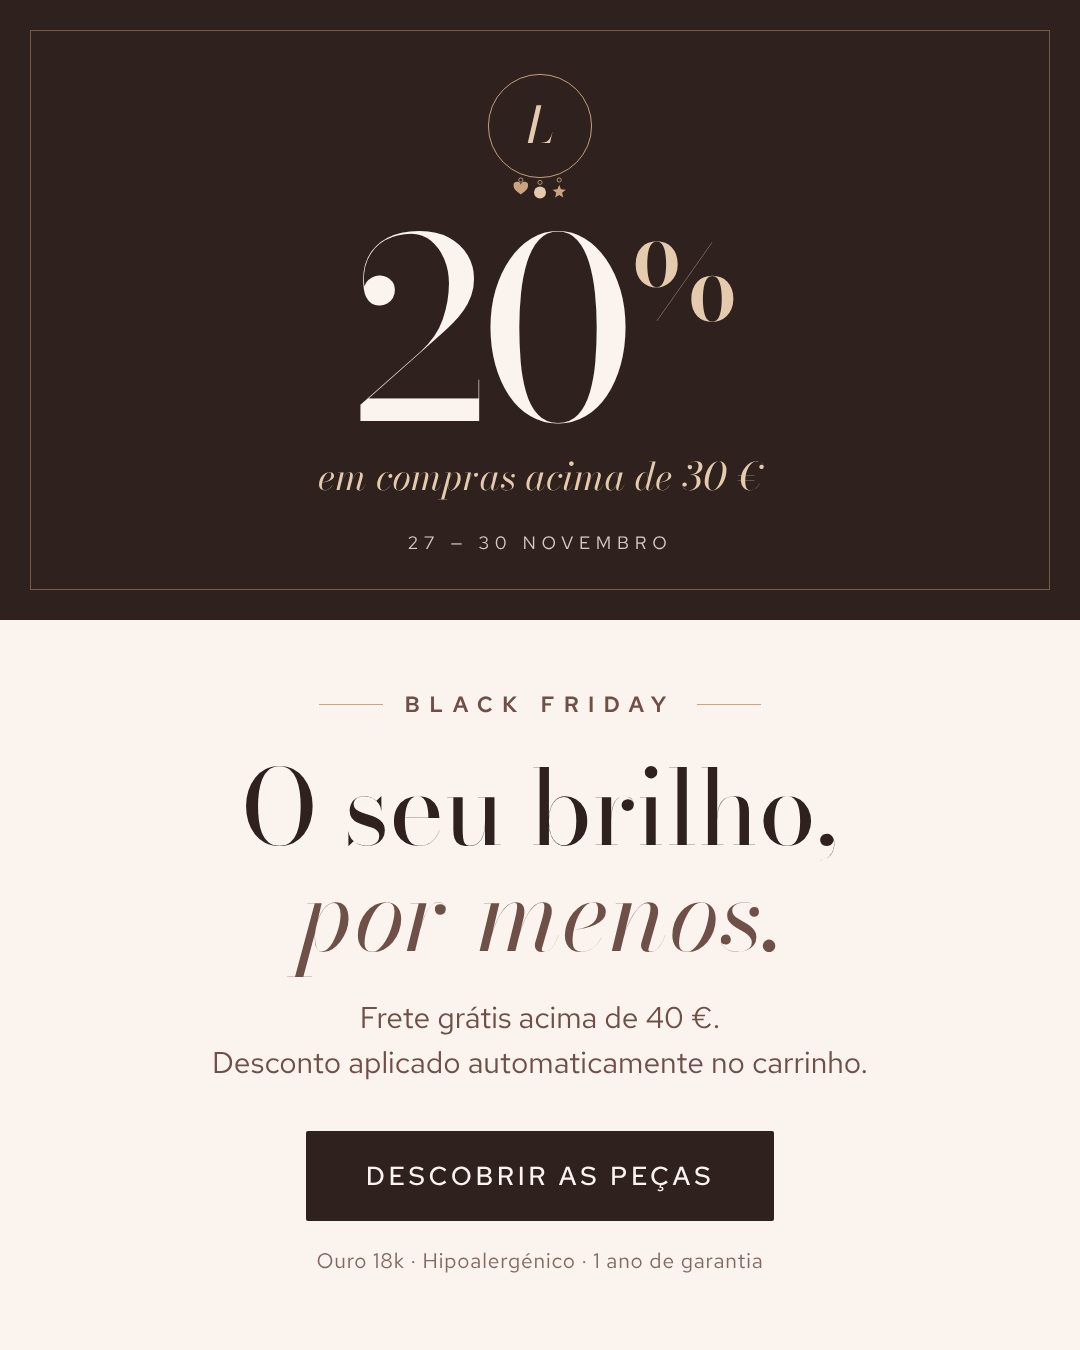 L
20%
em compras acima de 30 €
27 – 30 NOVEMBRO
BLACK FRIDAY
O seu brilho,
por menos.
Frete grátis acima de 40 €.
Desconto aplicado automaticamente no carrinho.
DESCOBRIR AS PEÇAS
Ouro 18k · Hipoalergénico · 1 ano de garantia